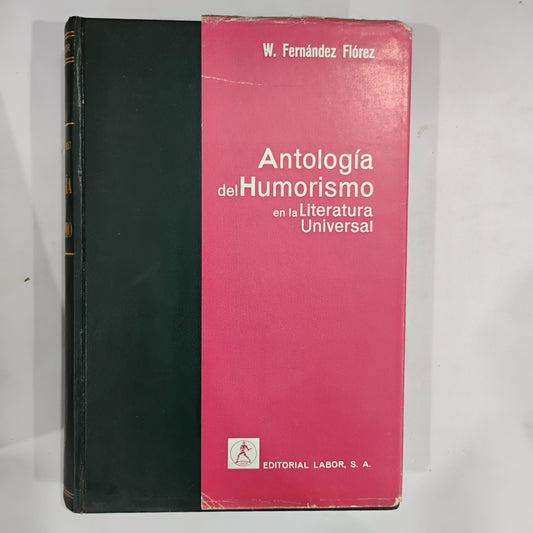 W. Fernández Flórez
Antología
del Humorismo
en la Literatura
Universal
EDITORIAL LABOR, S. A.